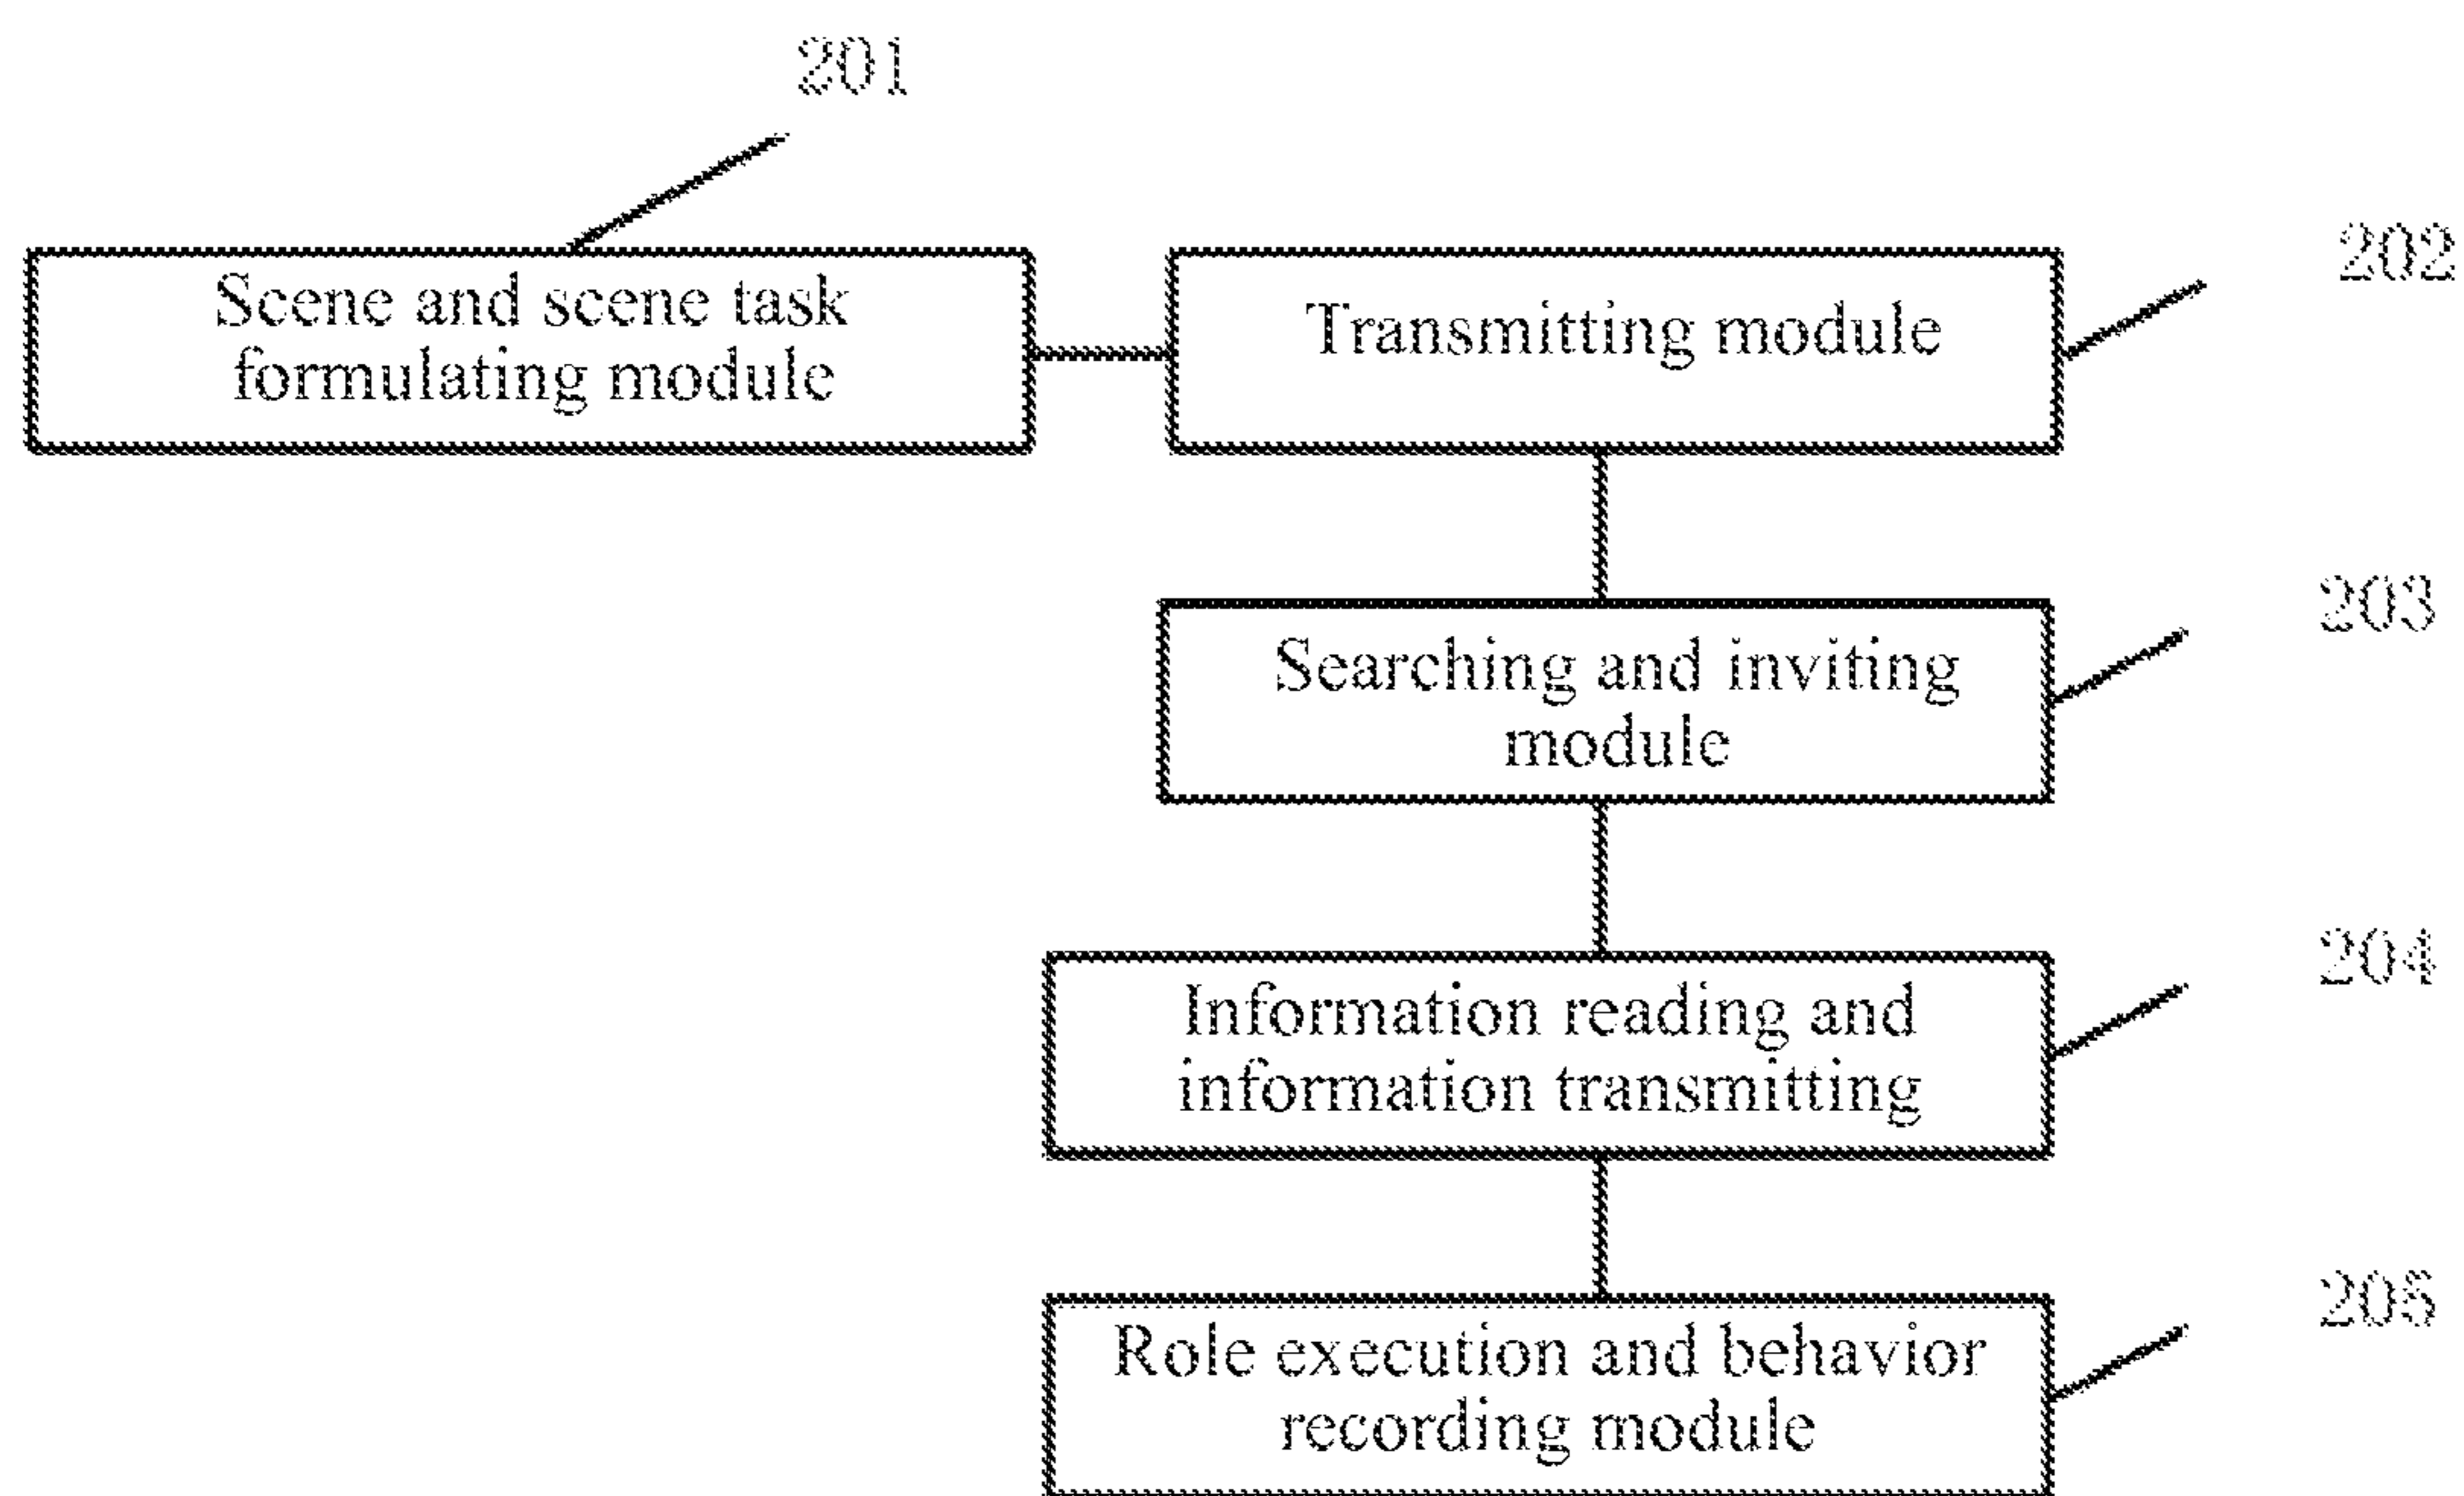 201
Scene and scene task
formulating module
Transmitting module
202
Searching and inviting
module
203
Information reading and
information transmitting
204
Role execution and behavior
recording module
205